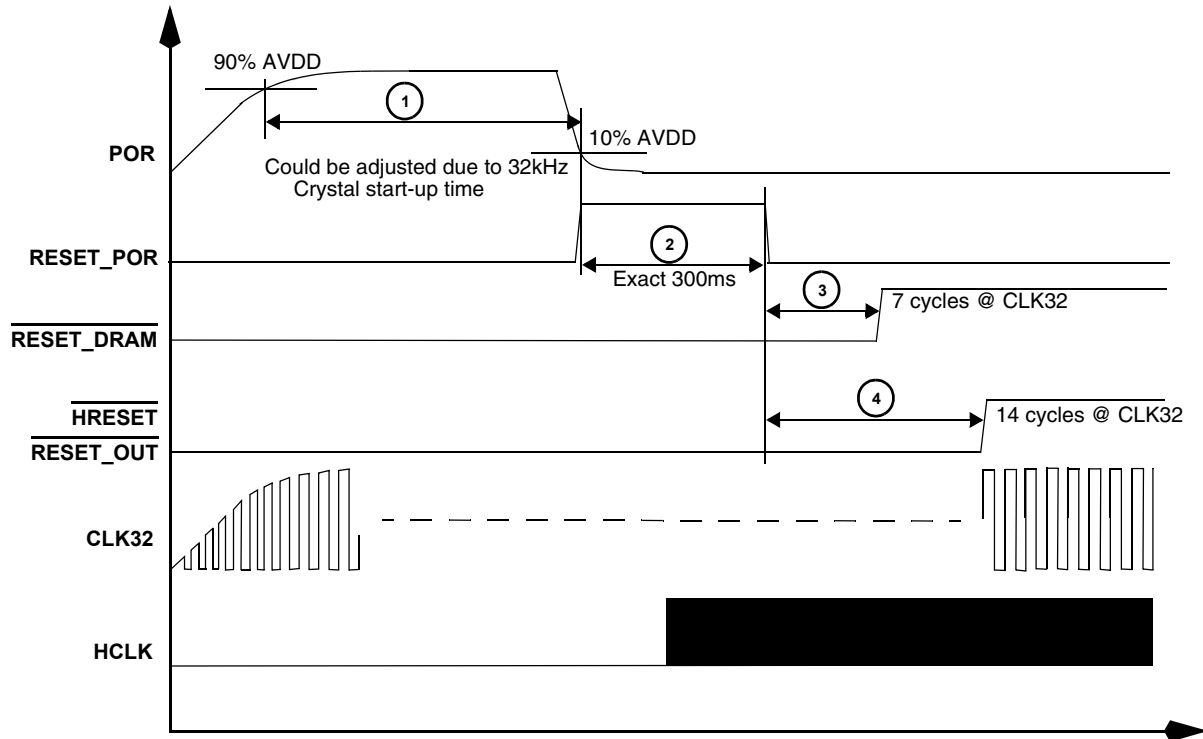 90% AVDD
1
10% AVDD
POR
Could be adjusted due to 32kHz
Crystal start-up time
RESET_POR
2
Exact 300ms
3
7 cycles @ CLK32
RESET_DRAM
4
HRESET
14 cycles @ CLK32
RESET_OUT
CLK32
HCLK